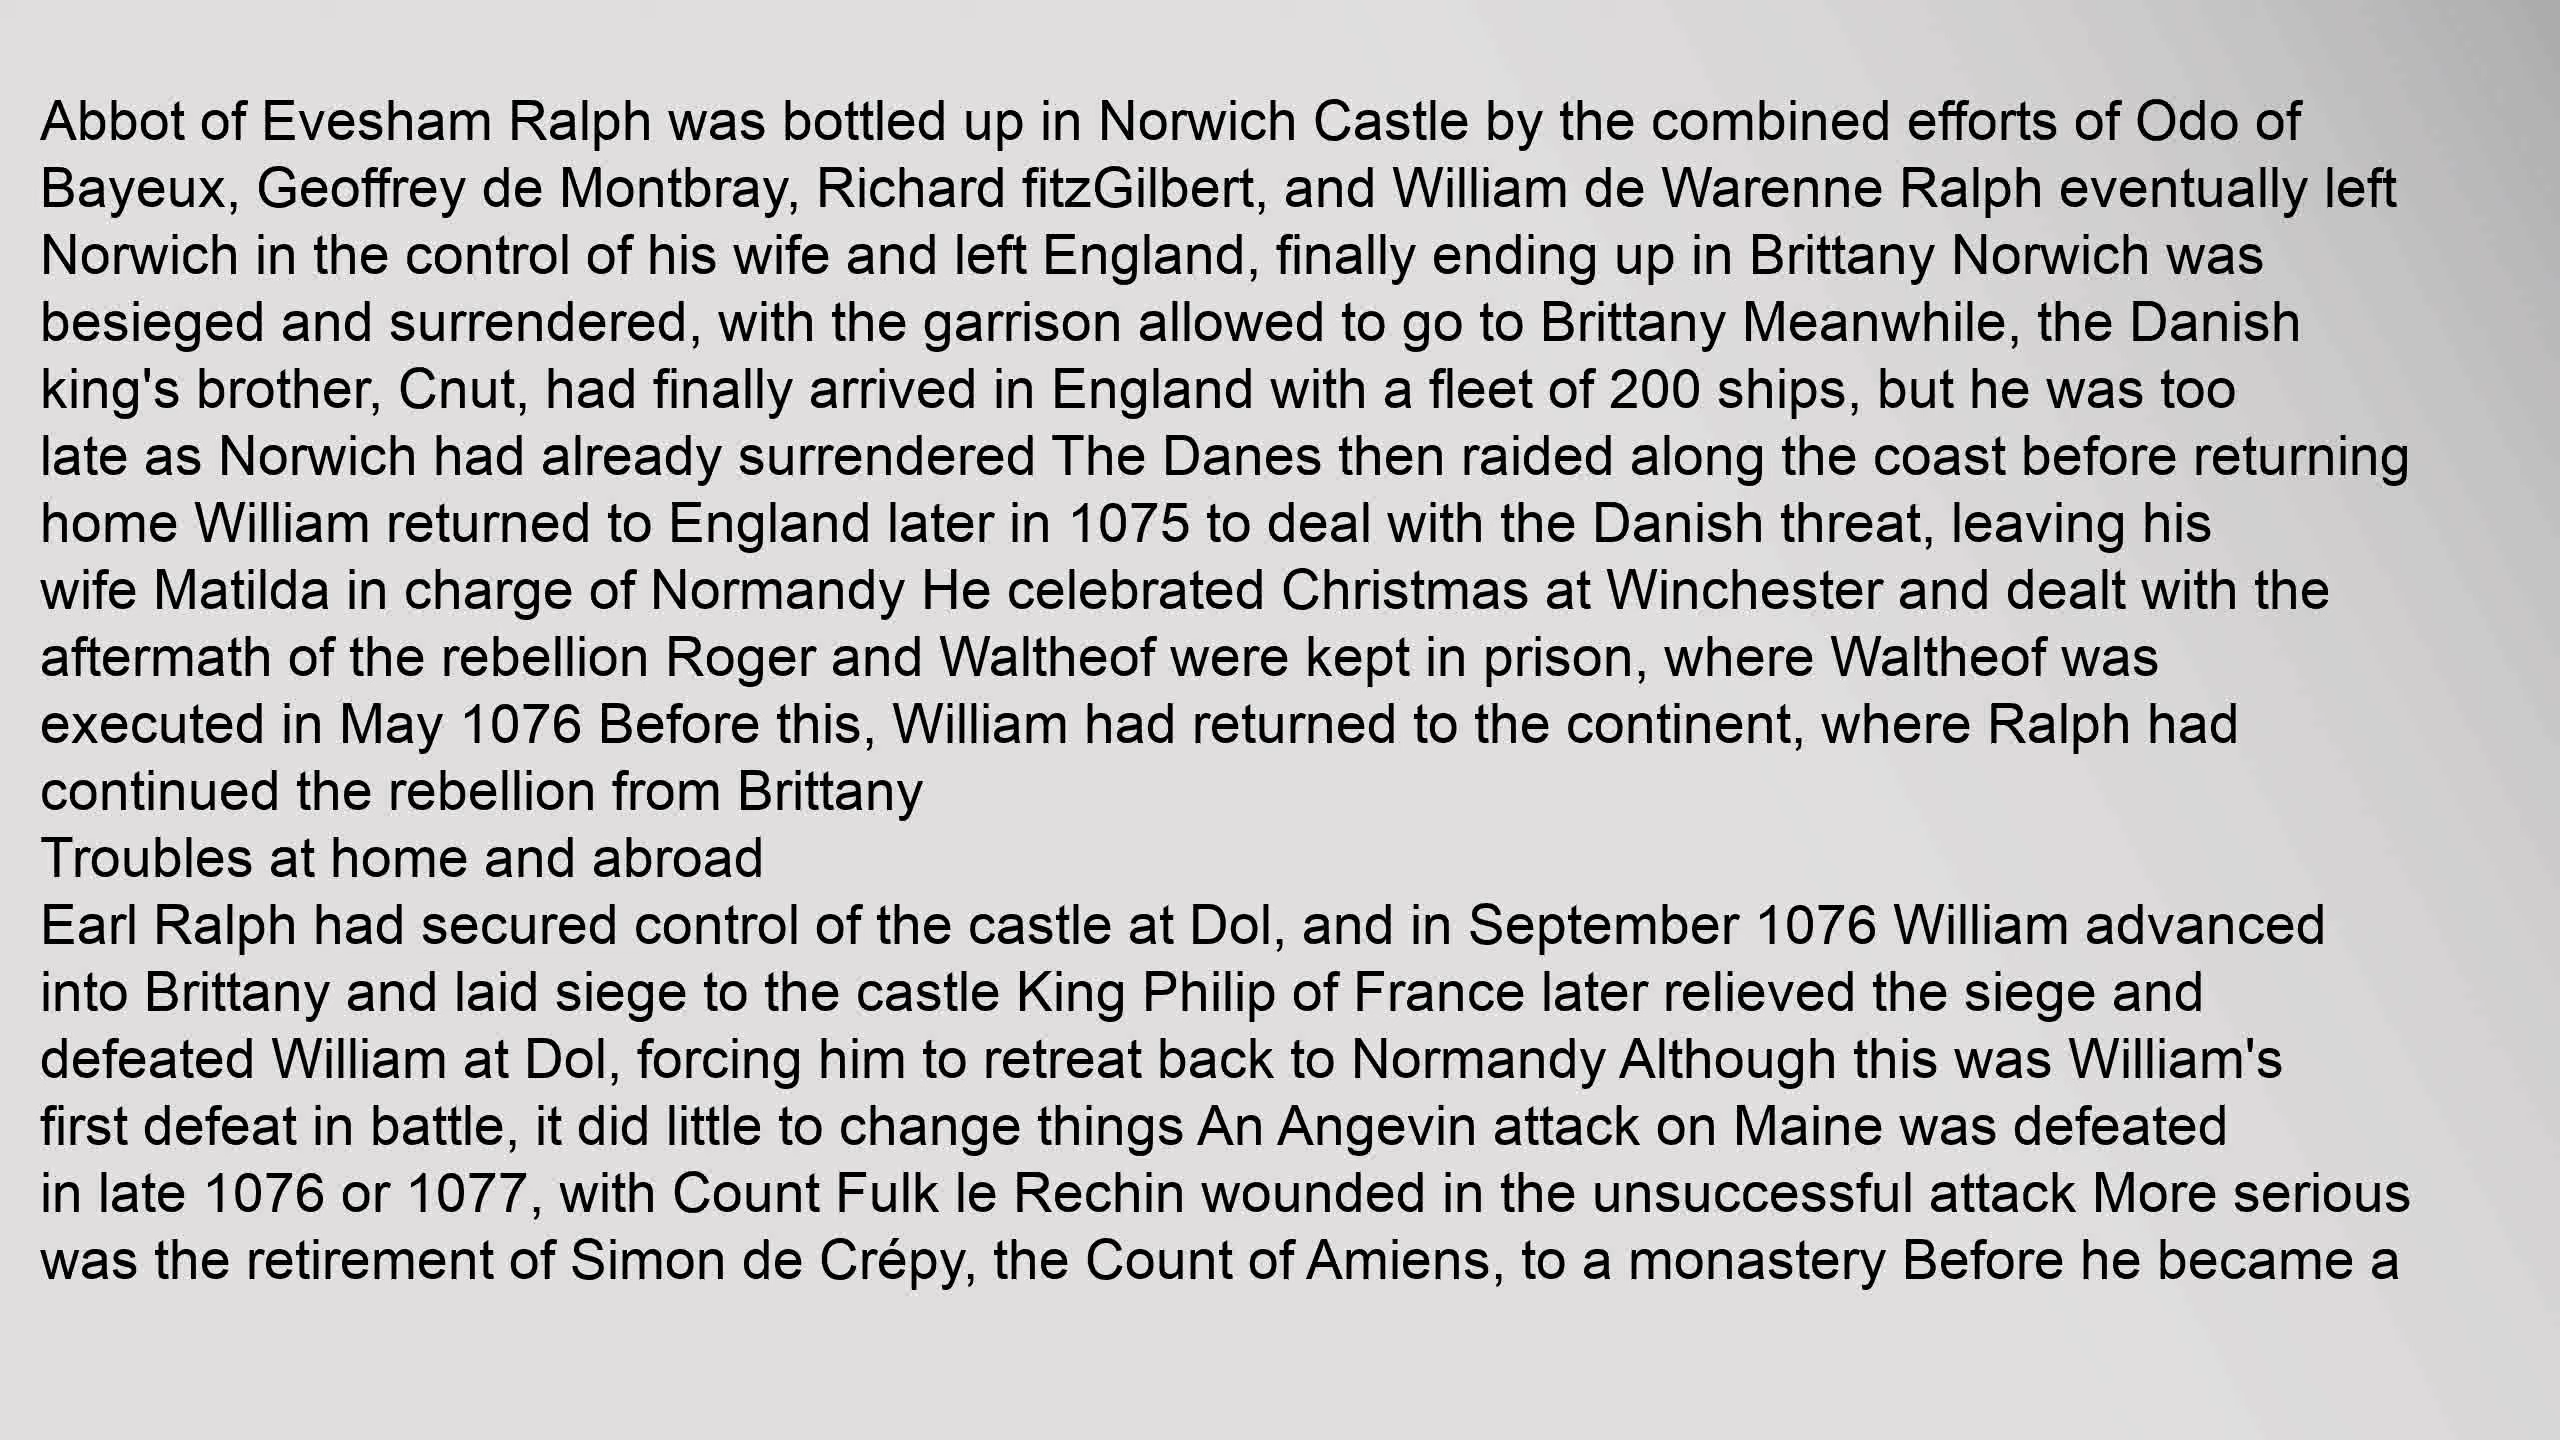 Abbot of Evesham Ralph was bottled up in Norwich Castle by the combined efforts of Odo of
Bayeux, Geoffrey de Montbray, Richard fitzGilbert, and William de Warenne Ralph eventually left
Norwich in the control of his wife and left England, finally ending up in Brittany Norwich was
besieged and surrendered, with the garrison allowed to go to Brittany Meanwhile, the Danish
king's brother, Cnut, had finally arrived in England with a fleet of 200 ships, but he was too
late as Norwich had already surrendered The Danes then raided along the coast before returning
home William returned to England later in 1075 to deal with the Danish threat, leaving his
wife Matilda in charge of Normandy He celebrated Christmas at Winchester and dealt with the
aftermath of the rebellion Roger and Waltheof were kept in prison, where Waltheof was
executed in May 1076 Before this, William had returned to the continent, where Ralph had
continued the rebellion from Brittany
Troubles at home and abroad
Earl Ralph had secured control of the castle at Dol, and in September 1076 William advanced
into Brittany and laid siege to the castle King Philip of France later relieved the siege and
defeated William at Dol, forcing him to retreat back to Normandy Although this was William's
first defeat in battle, it did little to change things An Angevin attack on Maine was defeated
in late 1076 or 1077, with Count Fulk le Rechin wounded in the unsuccessful attack More serious
was the retirement of Simon de Crépy, the Count of Amiens, to a monastery Before he became a